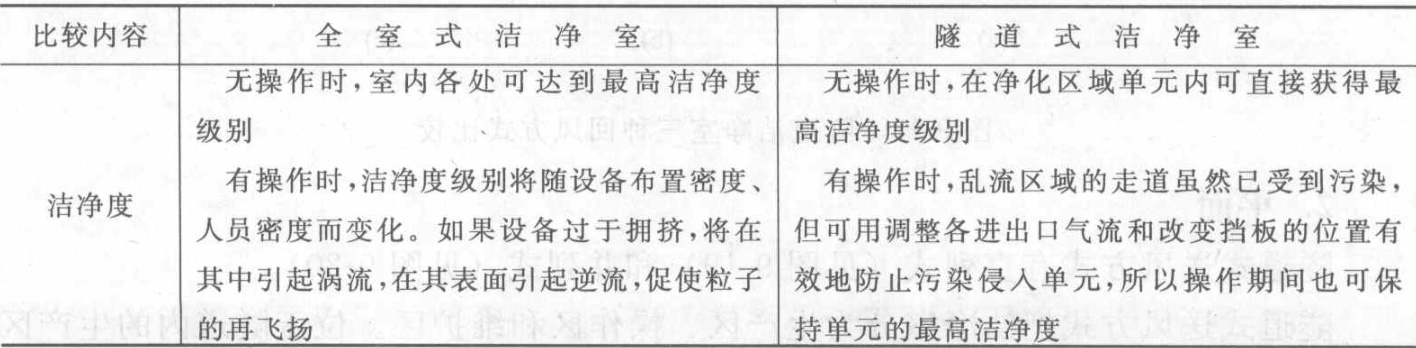 比较内容
全室式洁净室
隧道式洁净室
洁净度
无操作时,室内各处可达到最高洁净度
级别
有操作时,洁净度级别将随设备布置密度、
人员密度而变化。如果设备过于拥挤,将在
其中引起涡流,在其表面引起逆流,促使粒子
的再飞扬
无操作时,在净化区域单元内可直接获得最
高洁净度级别
有操作时,乱流区域的走道虽然已受到污染,
但可用调整各进出口气流和改变挡板的位置有
效地防止污染侵入单元,所以操作期间也可保
持单元的最高洁净度